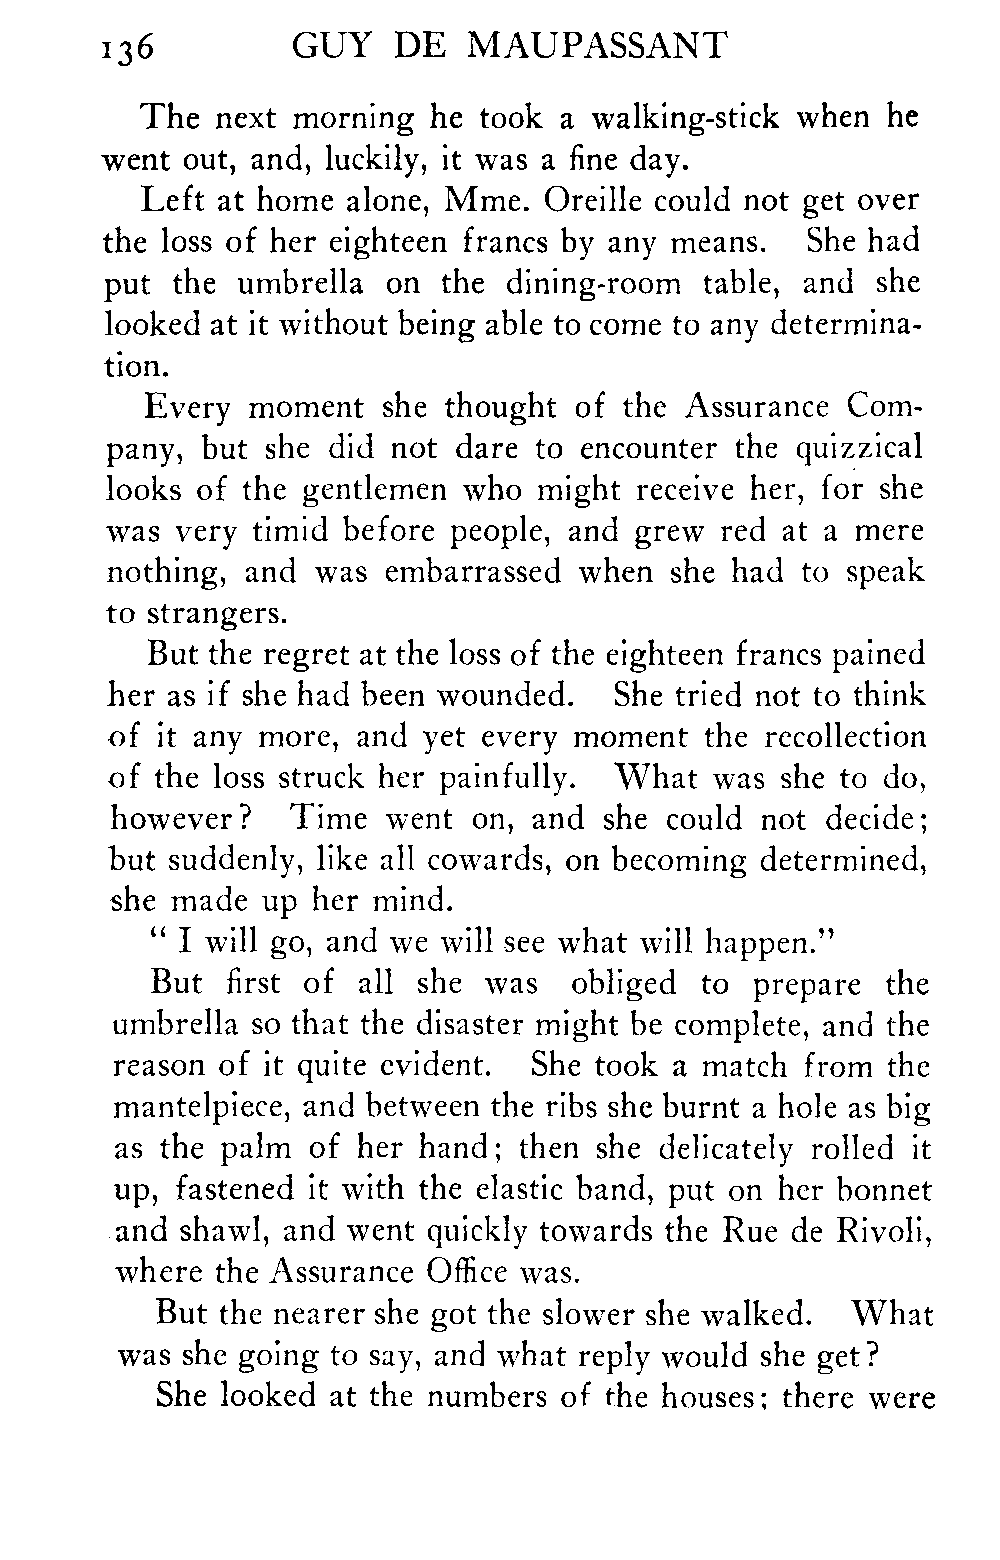 136 GUY DE MAUPASSANT
The next morning he took a walking-stick when he
went out, and, luckily, it was a fine day.
Left at home alone, Mme. Oreille could not get over
the loss of her eighteen francs by any means. She had
put the umbrella on the dining-room table, and she
looked at it without being able to come to any determina-
tion.
Every moment she thought of the Assurance Com-
pany, but she did not dare to encounter the quizzical
looks of the gentlemen who might receive her, for she
was very timid before people, and grew red at a mere
nothing, and was embarrassed when she had to speak
to strangers.
But the regret at the loss of the eighteen francs pained
her as if she had been wounded. She tried not to think
of it any more, and yet every moment the recollection
of the loss struck her painfully. What was she to do,
however? Time went on, and she could not decide;
but suddenly, like all cowards, on becoming determined,
she made up her mind.
“ I will go, and we will see what will happen.”
But first of all she was obliged to prepare the
umbrella so that the disaster might be complete, and the
reason of it quite evident. She took a match from the
mantelpiece, and between the ribs she burnt a hole as big
as the palm of her hand; then she delicately rolled it
up, fastened it with the elastic band, put on her bonnet
and shawl, and went quickly towards the Rue de Rivoli,
where the Assurance Office was.
But the nearer she got the slower she walked. What
was she going to say, and what reply would she get?
She looked at the numbers of the houses; there were